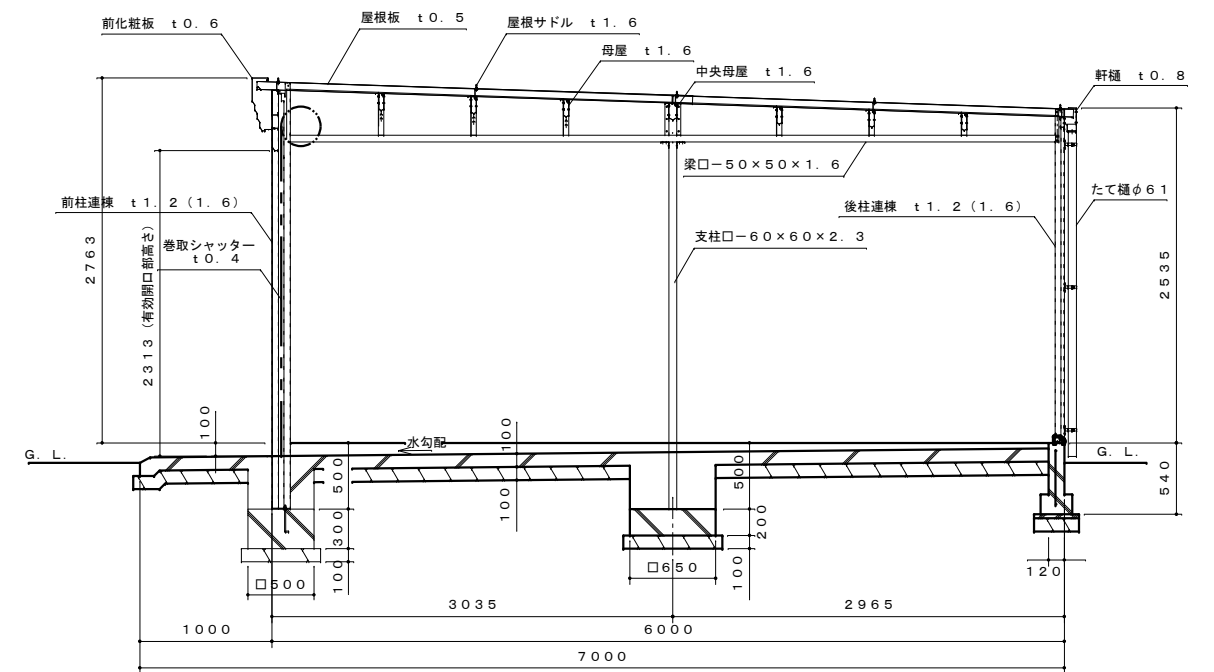 前化粧板　ｔ０．６
屋根板　ｔ０．５
屋根サドル　ｔ１．６
母屋　ｔ１．６
中央母屋　ｔ１．６
軒樋　ｔ０．８
梁口－５０×５０×１．６
たて樋φ６１
前柱連棟　ｔ１．２（１．６）
後柱連棟　ｔ１．２（１．６）
巻取シャッター
ｔ０．４
支柱口－６０×６０×２．３
２７６３
２３１３（有効開口部高さ）
２５３５
１００
水勾配
１００
Ｇ．Ｌ．
Ｇ．Ｌ．
５００
１００
５００
５４０
３００
２００
１００
１００
□５００
□６５０
１２０
３０３５
２９６５
１０００
６０００
７０００